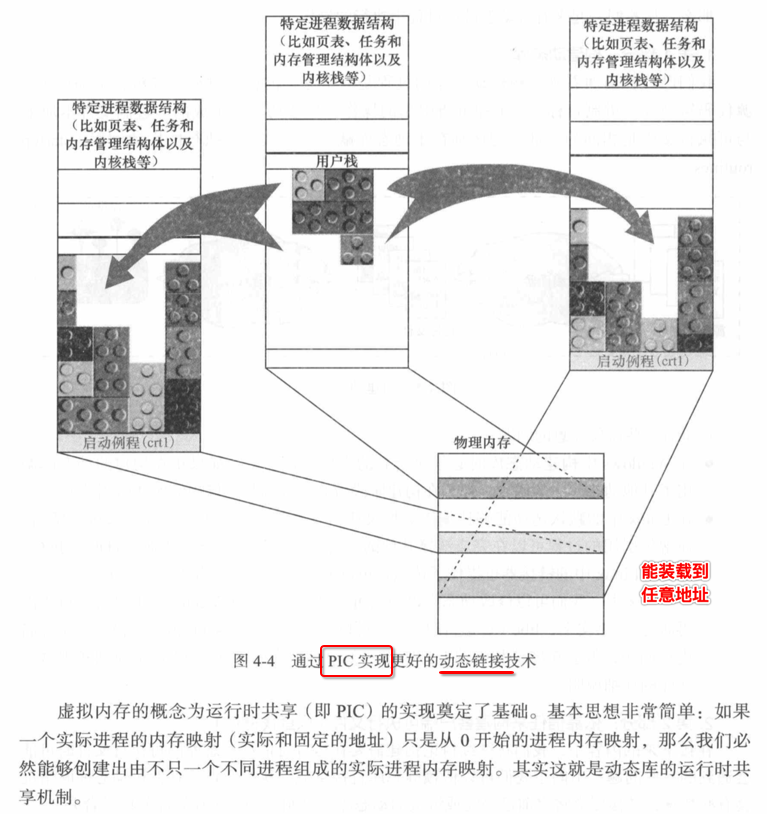 特定进程数据结构
（比如页表、任务和
内存管理结构体以及
内核栈等）
特定进程数据结构
（比如页表、任务和
内存管理结构体以及
内核栈等）
特定进程数据结构
（比如页表、任务和
内存管理结构体以及
内核栈等）
用户栈
启动例程(crt1)
启动例程(crt1)
物理内存
能装载到
任意地址
图 4-4 通过 PIC 实现更好的动态链接技术
虚拟内存的概念为运行时共享（即 PIC）的实现奠定了基础。基本思想非常简单：如果
一个实际进程的内存映射（实际和固定的地址）只是从 0 开始的进程内存映射，那么我们必
然能够创建出由不只一个不同进程组成的实际进程内存映射。其实这就是动态库的运行时共
享机制。